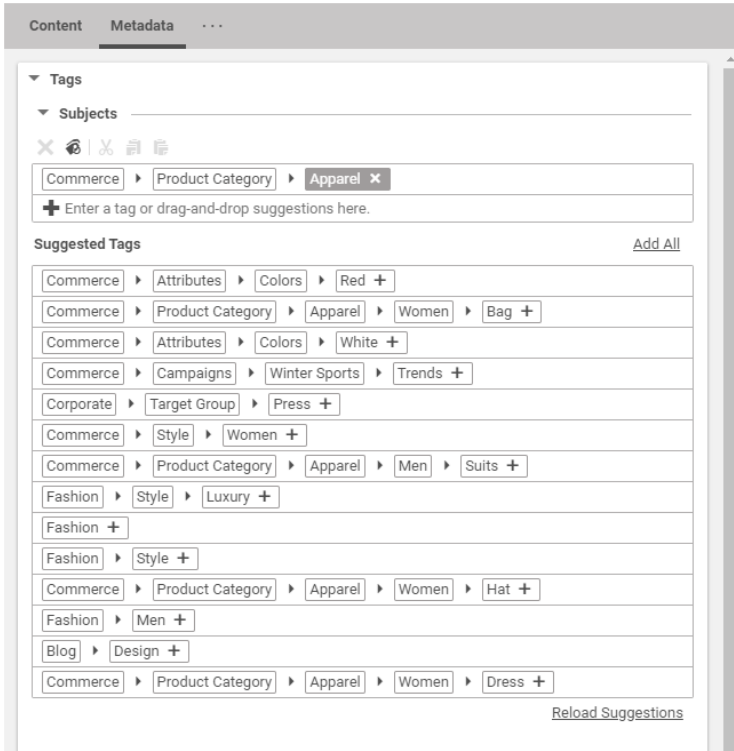 Content Metadata ...
Tags
Subjects
Commerce Product Category Apparel
Enter a tag or drag-and-drop suggestions here.
Suggested Tags Add All
Commerce Attributes Colors Red +
Commerce Product Category Apparel Women Bag +
Commerce Attributes Colors White +
Commerce Campaigns Winter Sports Trends +
Corporate Target Group Press +
Commerce Style Women +
Commerce Product Category Apparel Men Suits +
Fashion Style Luxury +
Fashion +
Fashion Style +
Commerce Product Category Apparel Women Hat +
Fashion Men +
Blog Design +
Commerce Product Category Apparel Women Dress +
Reload Suggestions